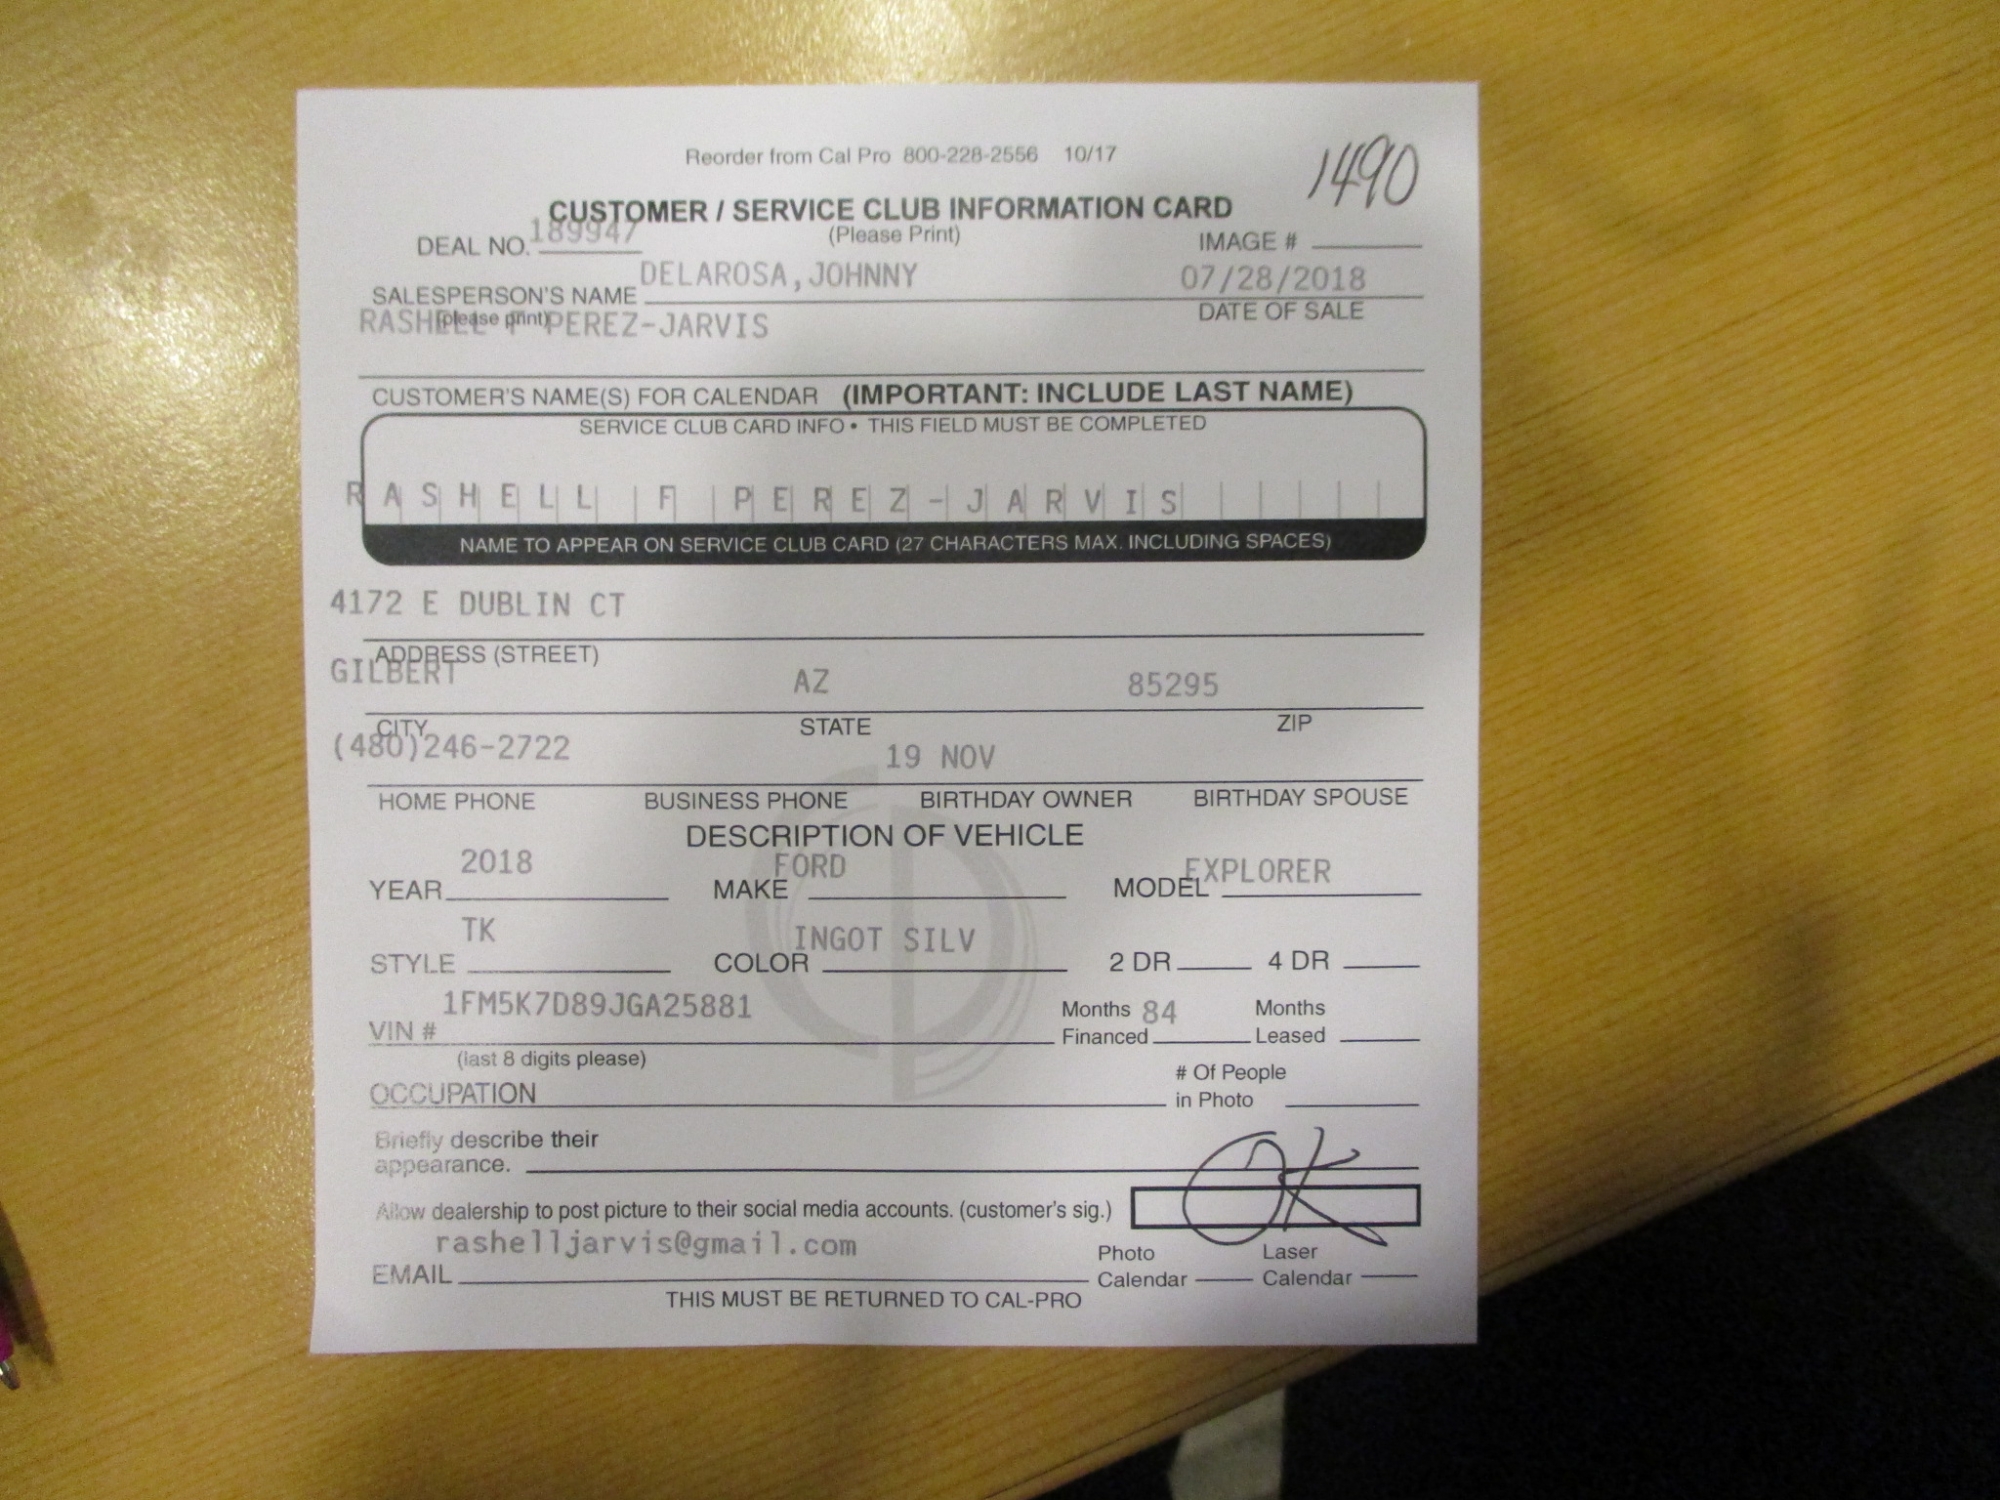 Reorder from Cal Pro 800-228-2556 10/17
1490
CUSTOMER / SERVICE CLUB INFORMATION CARD
(Please Print)
DEAL NO. 189947
IMAGE #
SALESPERSON'S NAME DELAROSA,JOHNNY
07/28/2018
(please print)
DATE OF SALE
RASHELL F PEREZ-JARVIS
CUSTOMER'S NAME(S) FOR CALENDAR (IMPORTANT: INCLUDE LAST NAME)
SERVICE CLUB CARD INFO • THIS FIELD MUST BE COMPLETED
RASHELL F PEREZ-JARVIS
NAME TO APPEAR ON SERVICE CLUB CARD (27 CHARACTERS MAX. INCLUDING SPACES)
4172 E DUBLIN CT
ADDRESS (STREET)
GILBERT AZ 85295
CITY STATE ZIP
(480)246-2722 19 NOV
HOME PHONE BUSINESS PHONE BIRTHDAY OWNER BIRTHDAY SPOUSE
DESCRIPTION OF VEHICLE
YEAR 2018 MAKE FORD MODEL EXPLORER
STYLE TK COLOR INGOT SILV 2 DR 4 DR
VIN # 1FM5K7D89JGA25881
Months Financed 84 Months Leased
(last 8 digits please)
OCCUPATION
# Of People in Photo
Briefly describe their
appearance.
Allow dealership to post picture to their social media accounts. (customer's sig.)
OK
rashelljarvis@gmail.com
EMAIL
Photo Calendar Laser Calendar
THIS MUST BE RETURNED TO CAL-PRO